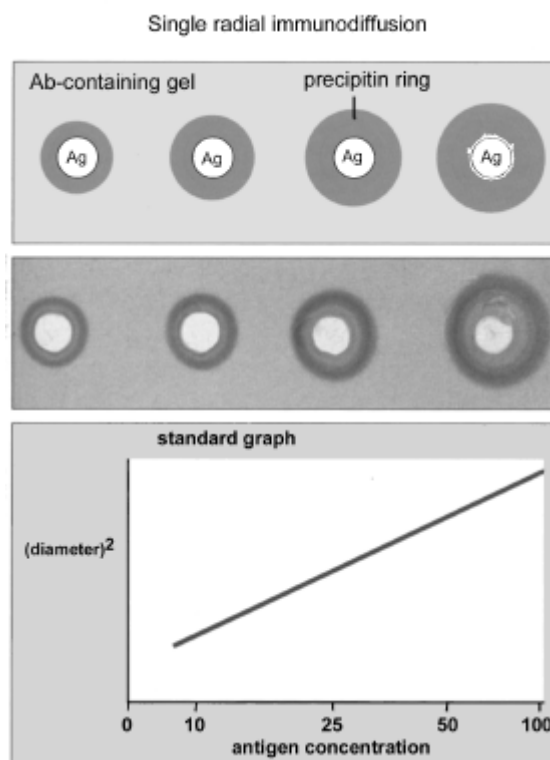 Single radial immunodiffusion
Ab-containing gel
precipitin ring
Ag
Ag
Ag
Ag
standard graph
(diameter)2
0
10
25
50
100
antigen concentration